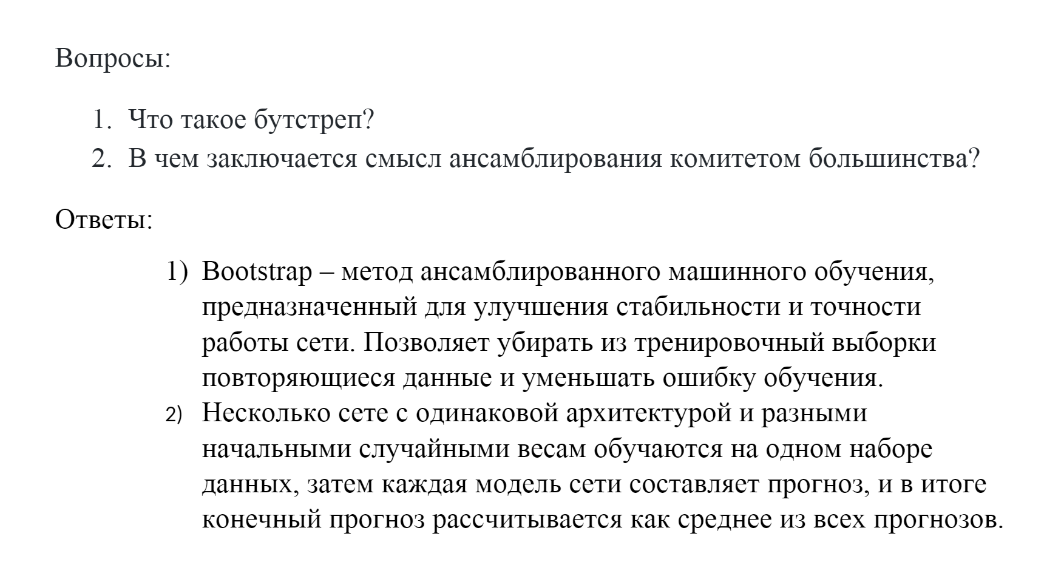 Вопросы:
1. Что такое бутстреп?
2. В чем заключается смысл ансамблирования комитетом большинства?
Ответы:
1) Bootstrap – метод ансамблированного машинного обучения,
предназначенный для улучшения стабильности и точности
работы сети. Позволяет убирать из тренировочный выборки
повторяющиеся данные и уменьшать ошибку обучения.
2) Несколько сете с одинаковой архитектурой и разными
начальными случайными весам обучаются на одном наборе
данных, затем каждая модель сети составляет прогноз, и в итоге
конечный прогноз рассчитывается как среднее из всех прогнозов.